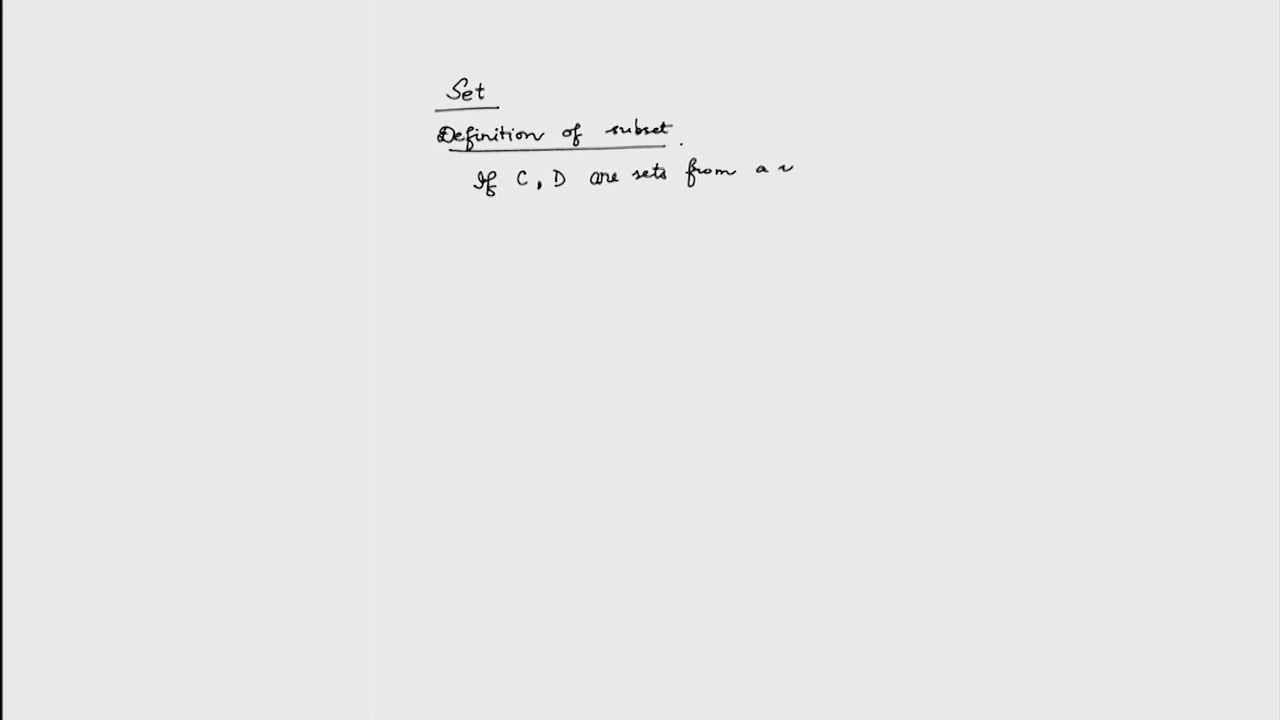 Set
Definition of subset.
If C, D are sets from a